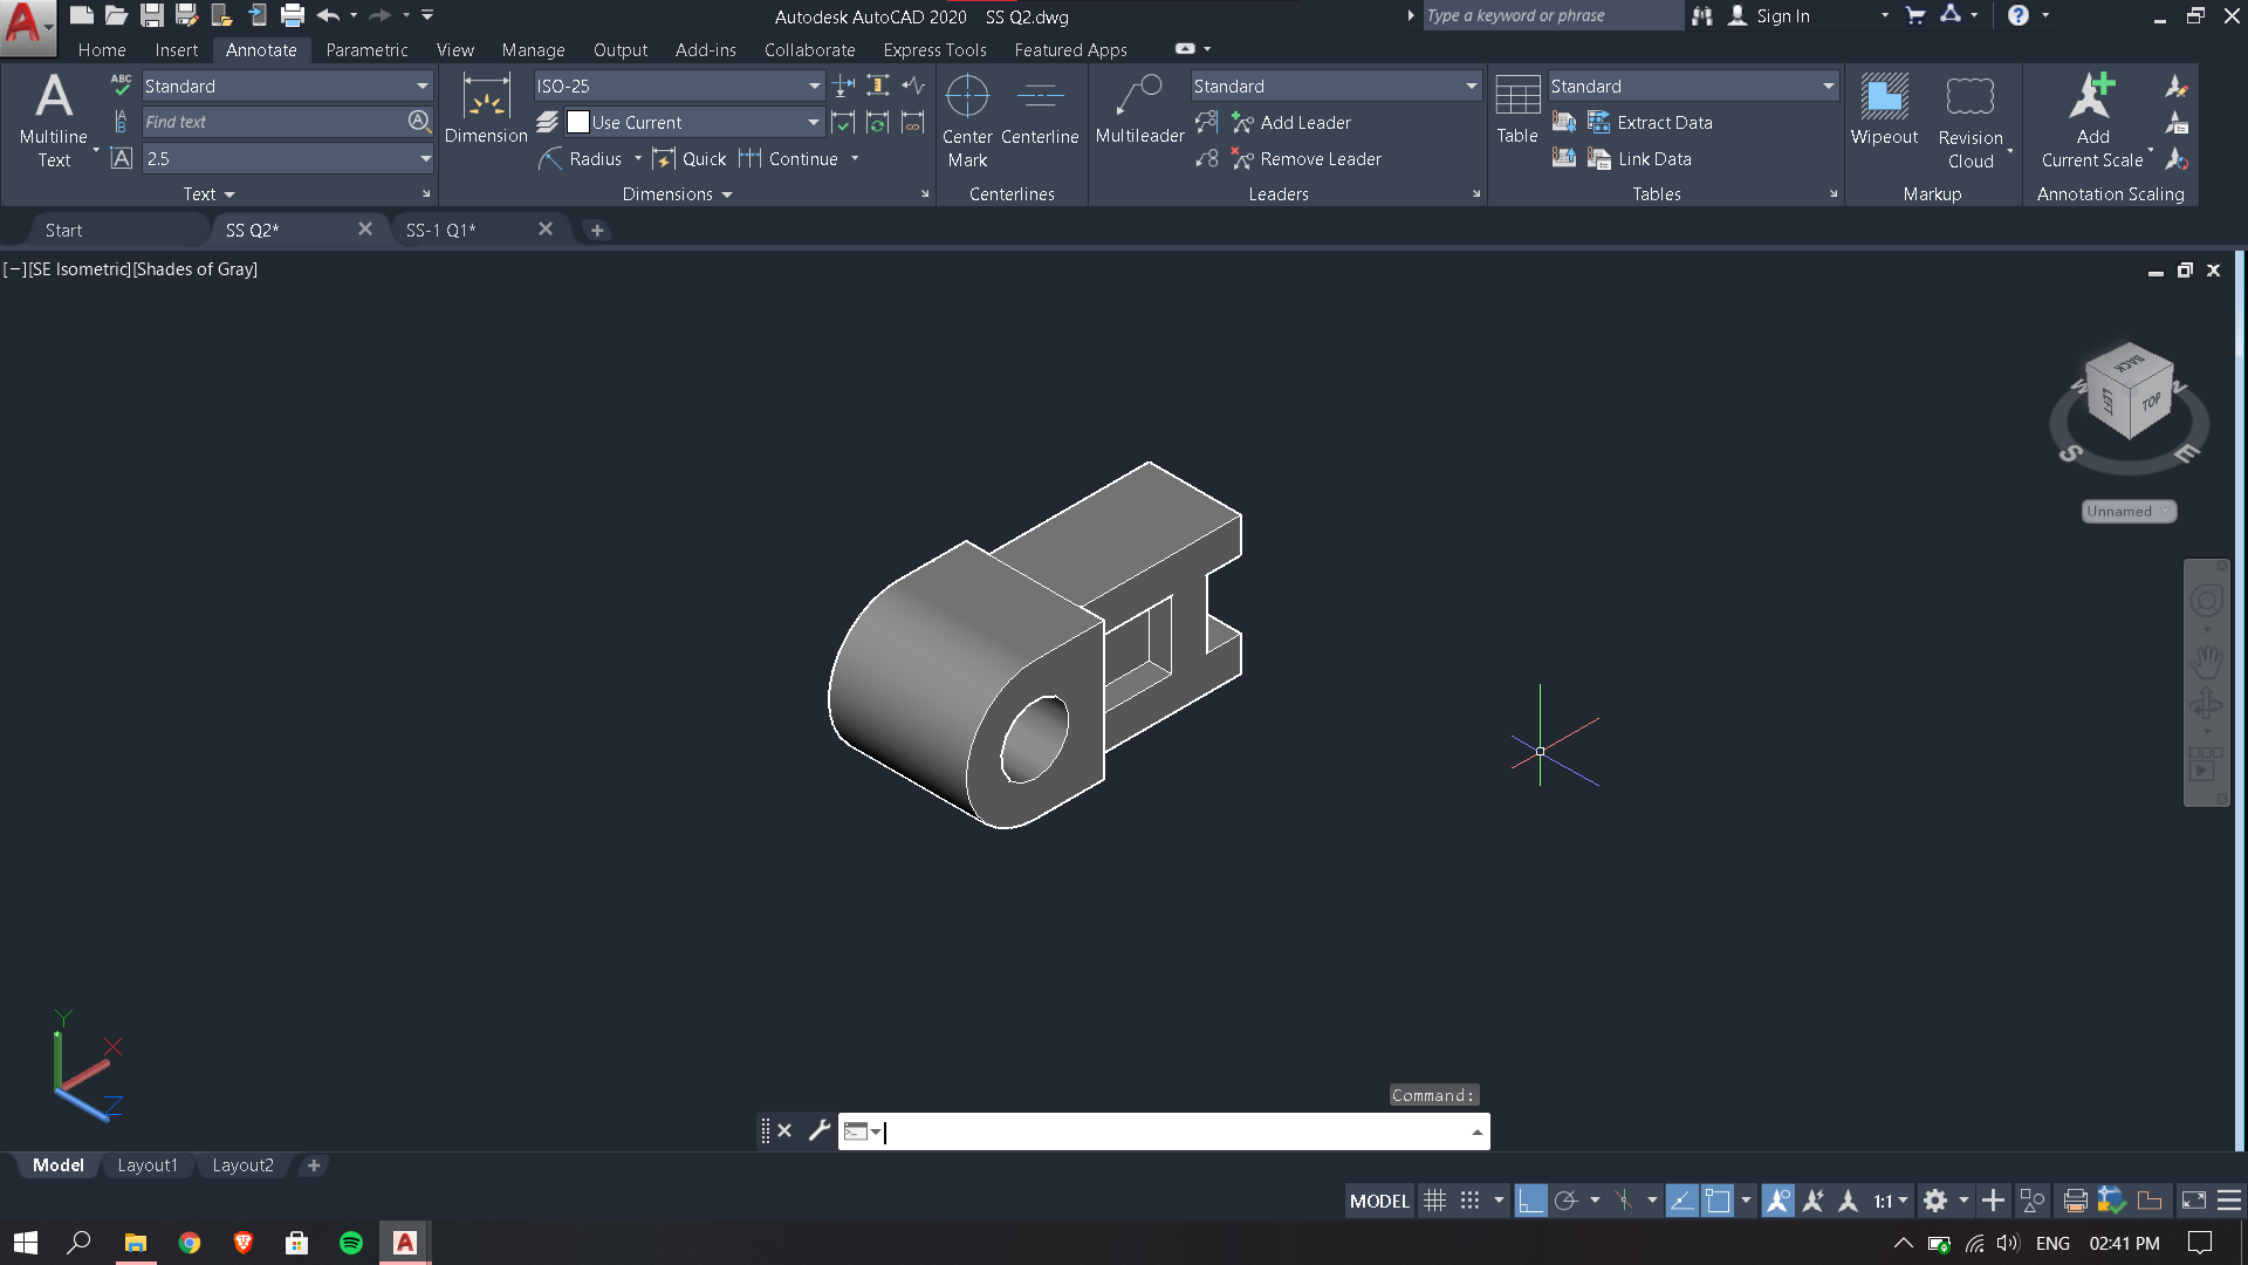 Autodesk AutoCAD 2020 SS Q2.dwg
Type a keyword or phrase
Sign In
Home Insert Annotate Parametric View Manage Output Add-ins Collaborate Express Tools Featured Apps
Multiline Text
ABC
Standard
Find text
2.5
Text
Dimension
ISO-25
Use Current
Radius Quick Continue
Dimensions
Center Mark
Centerline
Centerlines
Multileader
Standard
Add Leader
Remove Leader
Leaders
Table
Standard
Extract Data
Link Data
Tables
Wipeout
Revision Cloud
Markup
Add Current Scale
Annotation Scaling
Start SS Q2* SS-1 Q1*
[−][SE Isometric][Shades of Gray]
BACK
W N
LEFT TOP
S E
Unnamed
Y
X
Z
Command:
Model Layout1 Layout2
MODEL 1:1
ENG 02:41 PM